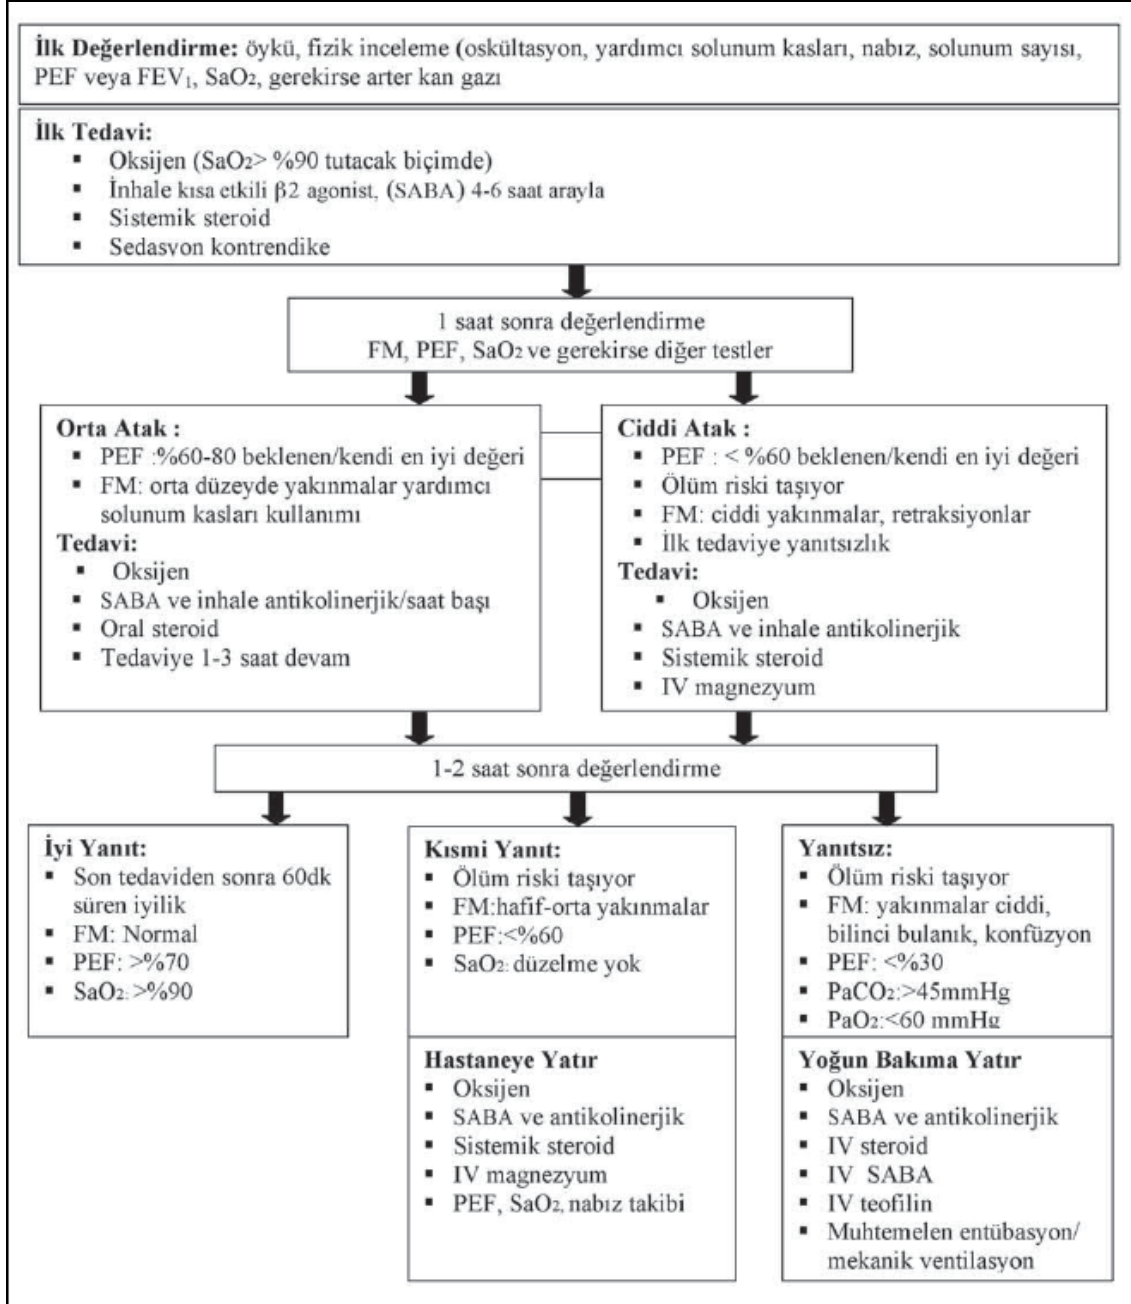 İlk Değerlendirme: öykü, fizik inceleme (oskültasyon, yardımcı solunum kasları, nabız, solunum sayısı,
PEF veya FEV₁, SaO₂, gerekirse arter kan gazı
İlk Tedavi:
▪ Oksijen (SaO₂> %90 tutacak biçimde)
▪ İnhale kısa etkili β2 agonist, (SABA) 4-6 saat arayla
▪ Sistemik steroid
▪ Sedasyon kontrendike
1 saat sonra değerlendirme
FM, PEF, SaO₂ ve gerekirse diğer testler
Orta Atak :
▪ PEF :%60-80 beklenen/kendi en iyi değeri
▪ FM: orta düzeyde yakınmalar yardımcı
solunum kasları kullanımı
Tedavi:
▪ Oksijen
▪ SABA ve inhale antikolinerjik/saat başı
▪ Oral steroid
▪ Tedaviye 1-3 saat devam
Ciddi Atak :
▪ PEF : < %60 beklenen/kendi en iyi değeri
▪ Ölüm riski taşıyor
▪ FM: ciddi yakınmalar, retraksiyonlar
▪ İlk tedaviye yanıtsızlık
Tedavi:
▪ Oksijen
▪ SABA ve inhale antikolinerjik
▪ Sistemik steroid
▪ IV magnezyum
1-2 saat sonra değerlendirme
İyi Yanıt:
▪ Son tedaviden sonra 60dk
süren iyilik
▪ FM: Normal
▪ PEF: >%70
▪ SaO₂: >%90
Kısmi Yanıt:
▪ Ölüm riski taşıyor
▪ FM:hafif-orta yakınmalar
▪ PEF:<%60
▪ SaO₂: düzelme yok
Hastaneye Yatır
▪ Oksijen
▪ SABA ve antikolinerjik
▪ Sistemik steroid
▪ IV magnezyum
▪ PEF, SaO₂, nabız takibi
Yanıtsız:
▪ Ölüm riski taşıyor
▪ FM: yakınmalar ciddi,
bilinci bulanık, konfüzyon
▪ PEF: <%30
▪ PaCO₂:>45mmHg
▪ PaO₂:<60 mmHg
Yoğun Bakıma Yatır
▪ Oksijen
▪ SABA ve antikolinerjik
▪ IV steroid
▪ IV SABA
▪ IV teofilin
▪ Muhtemelen entübasyon/
mekanik ventilasyon